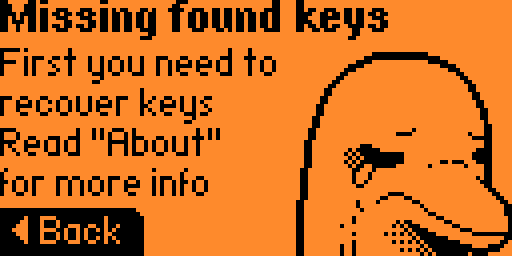 Missing found keys
First you need to
recover keys
Read "About"
for more info
Back